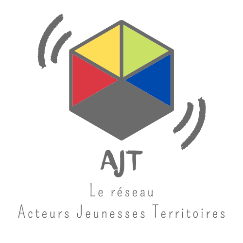 AJT
Le réseau
Acteurs Jeunesses Territoires